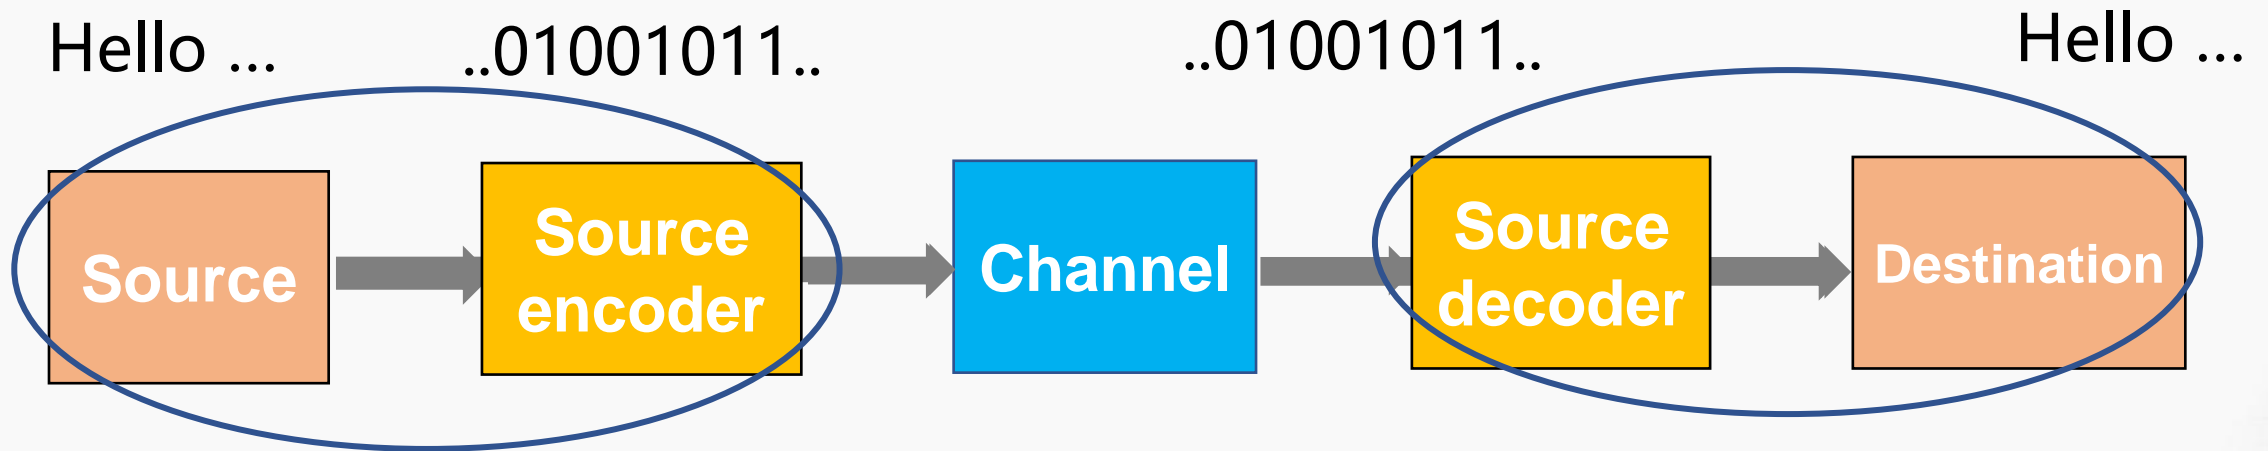 Hello ...
..01001011..
..01001011..
Hello ...
Source
Source
encoder
Channel
Source
decoder
Destination